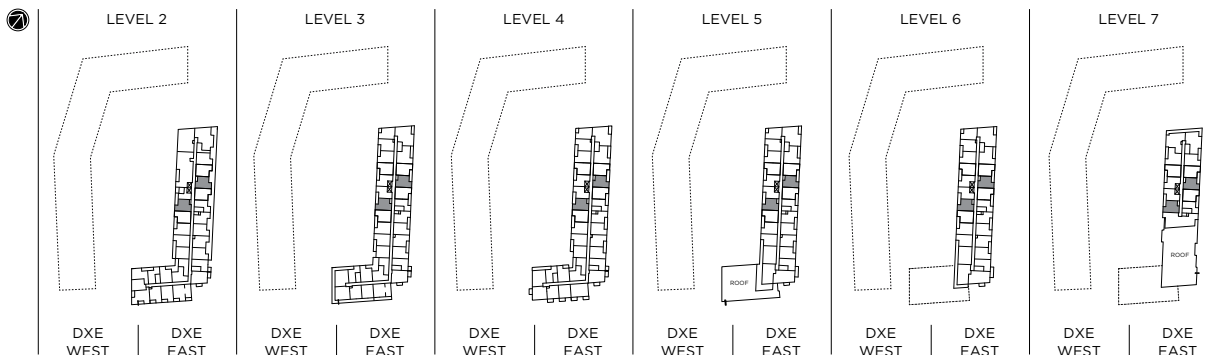 LEVEL 2
LEVEL 3
LEVEL 4
LEVEL 5
LEVEL 6
LEVEL 7
ROOF
ROOF
DXE
WEST
DXE
EAST
DXE
WEST
DXE
EAST
DXE
WEST
DXE
EAST
DXE
WEST
DXE
EAST
DXE
WEST
DXE
EAST
DXE
WEST
DXE
EAST